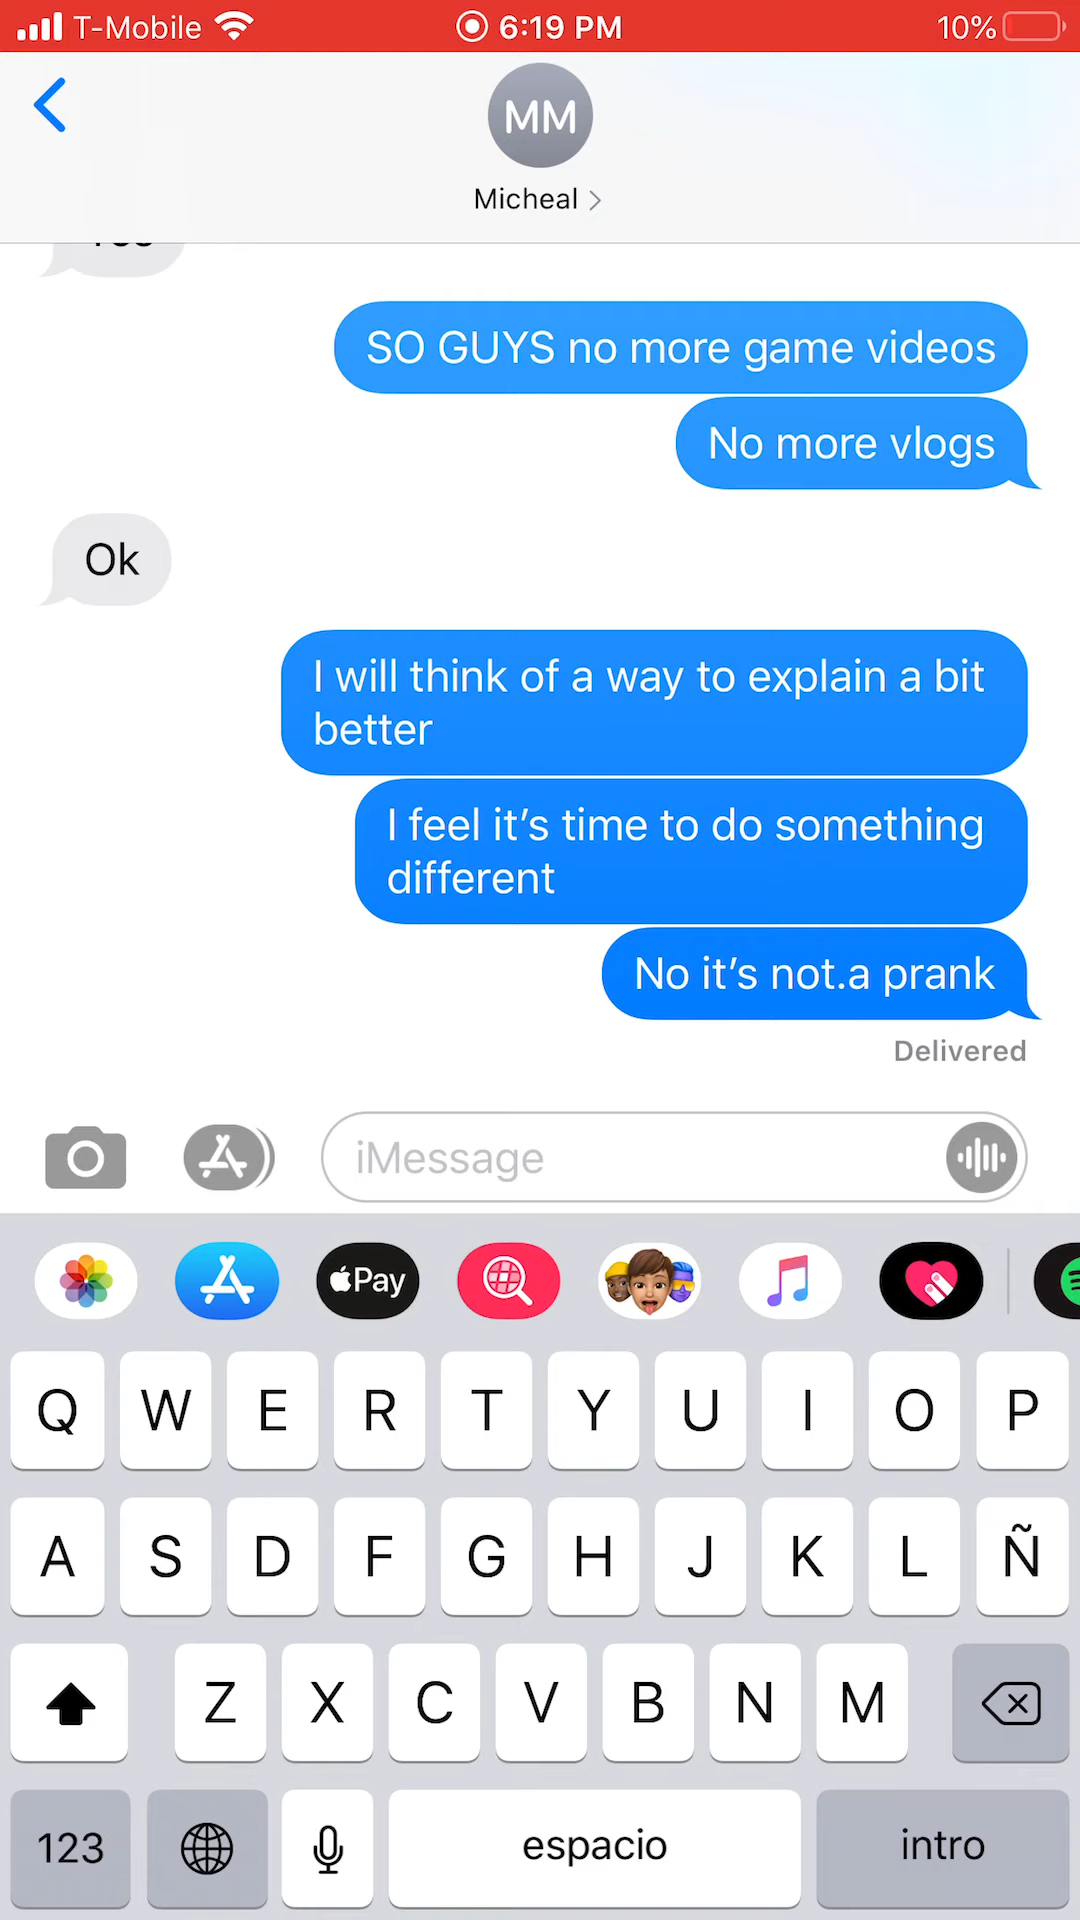 T-Mobile 6:19 PM 10%
MM
Micheal
SO GUYS no more game videos
No more vlogs
Ok
I will think of a way to explain a bit
better
I feel it’s time to do something
different
No it’s not.a prank
Delivered
iMessage
Pay
Q W E R T Y U I O P
A S D F G H J K L Ñ
Z X C V B N M
123 espacio intro